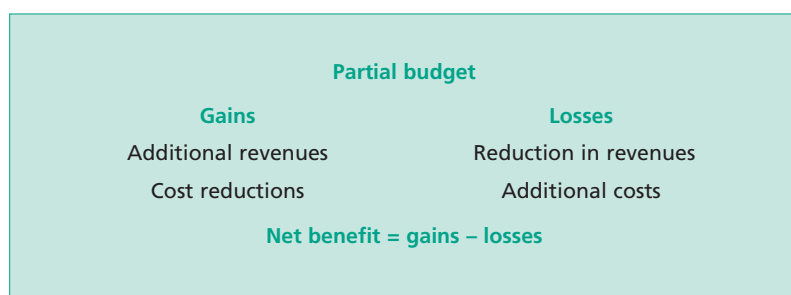 Partial budget
Gains Losses
Additional revenues Reduction in revenues
Cost reductions Additional costs
Net benefit = gains – losses